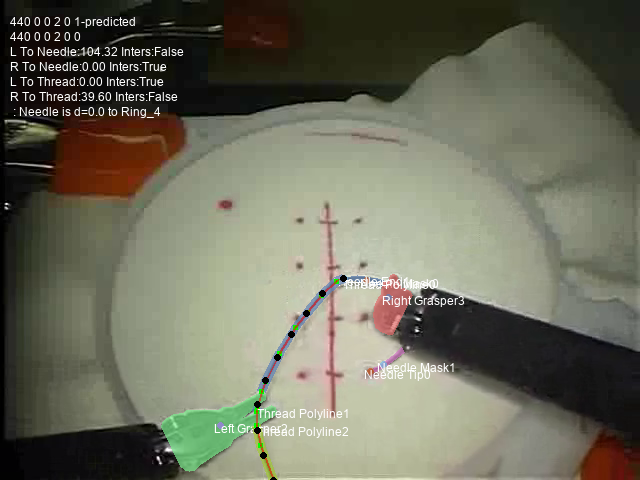 440 0 0 2 0 1-predicted
440 0 0 2 0 0
L To Needle:104.32 Inters:False
R To Needle:0.00 Inters:True
L To Thread:0.00 Inters:True
R To Thread:39.60 Inters:False
: Needle is d=0.0 to Ring_4
Right Grasper3
Needle Mask1
Needle Tip0
Thread Polyline1
Left Grasper2
Thread Polyline2